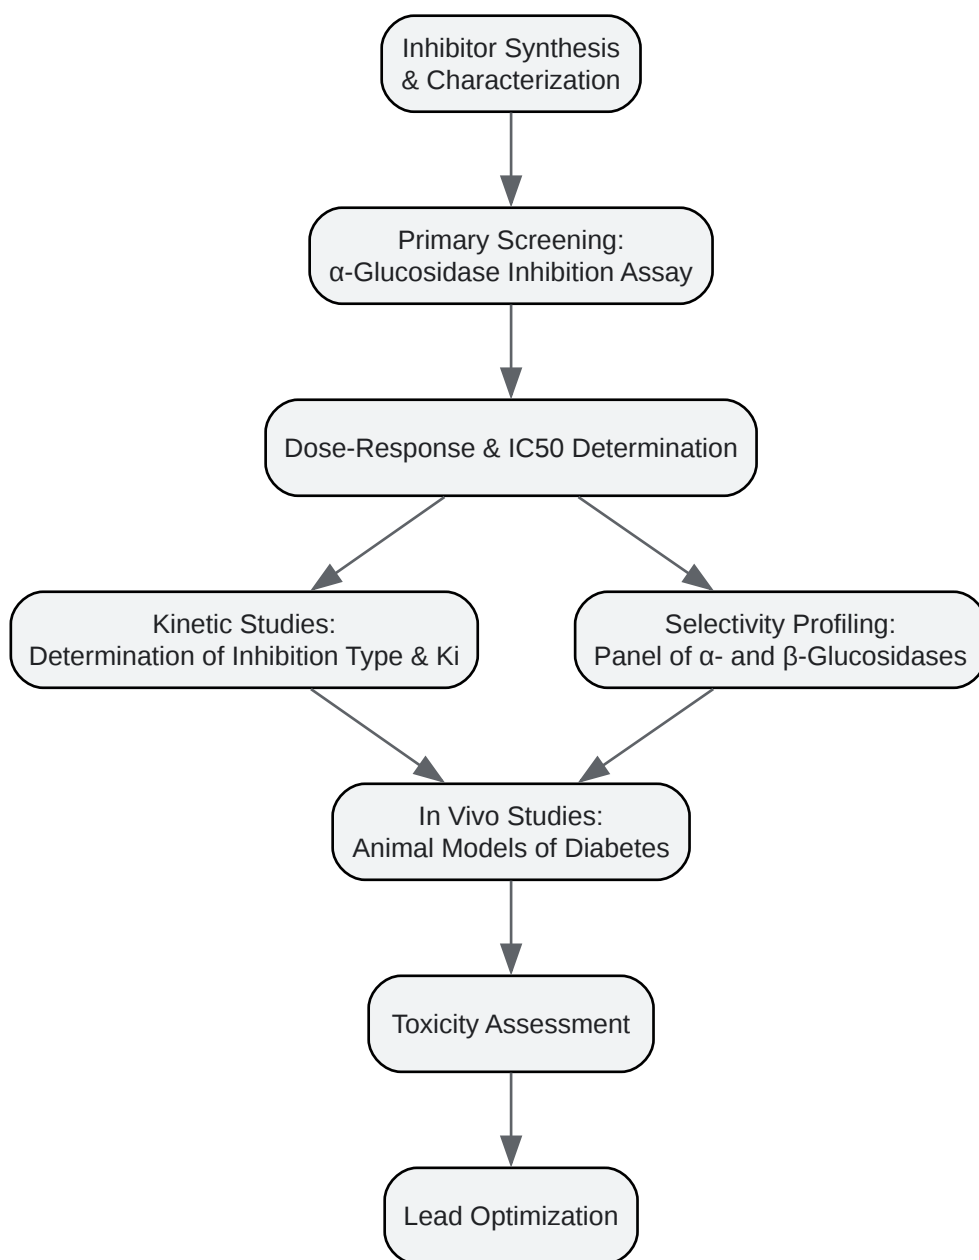 Inhibitor Synthesis
& Characterization
Primary Screening:
α-Glucosidase Inhibition Assay
Dose-Response & IC50 Determination
Kinetic Studies:
Determination of Inhibition Type & Ki
Selectivity Profiling:
Panel of α- and β-Glucosidases
In Vivo Studies:
Animal Models of Diabetes
Toxicity Assessment
Lead Optimization